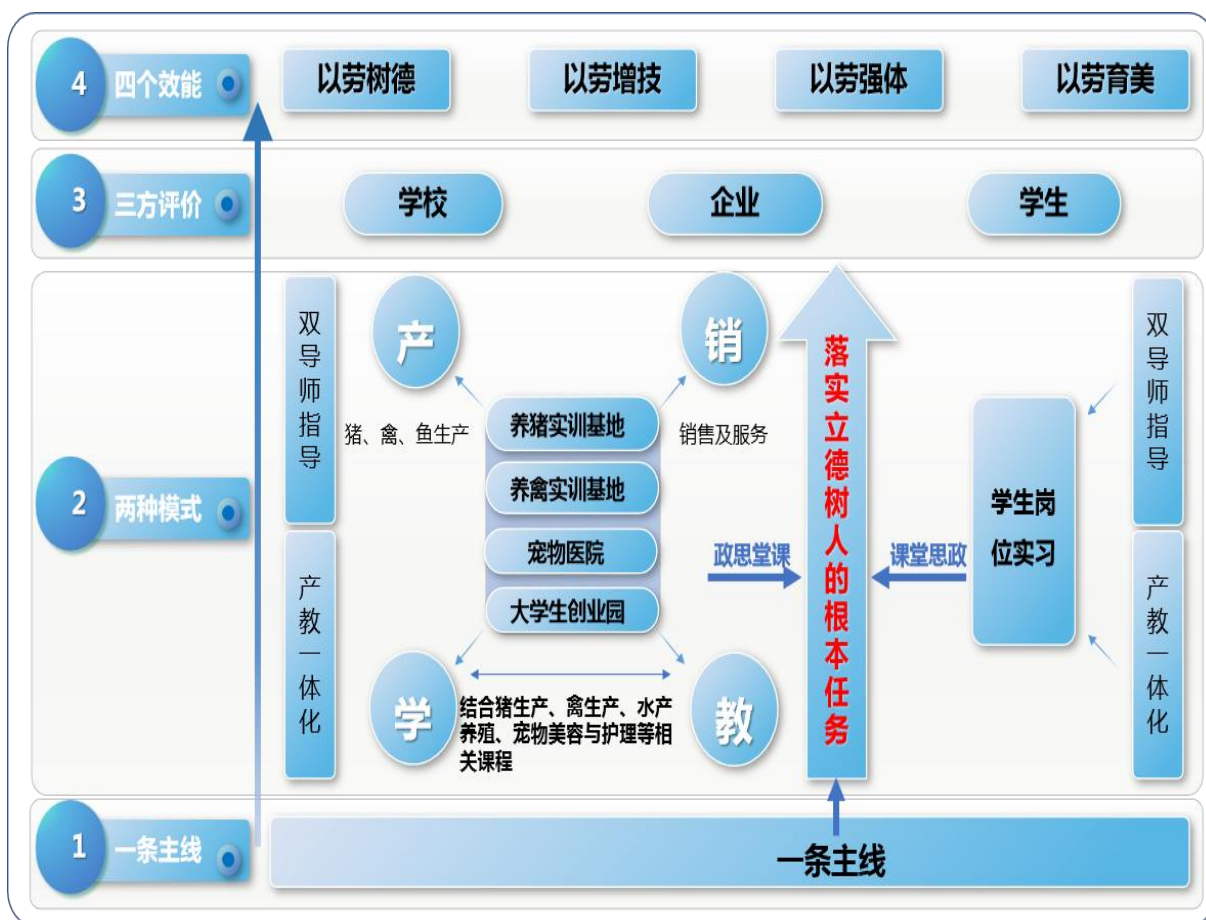 4
四个效能
以劳树德
以劳增技
以劳强体
以劳育美
3
三方评价
学校
企业
学生
2
两种模式
双导师指导
产教一体化
产
猪、禽、鱼生产
销
销售及服务
养猪实训基地
养禽实训基地
宠物医院
大学生创业园
学
教
结合猪生产、禽生产、水产
养殖、宠物美容与护理等相
关课程
政思堂课
落实立德树人的根本任务
课堂思政
学生岗
位实习
双导师指导
产教一体化
1
一条主线
一条主线